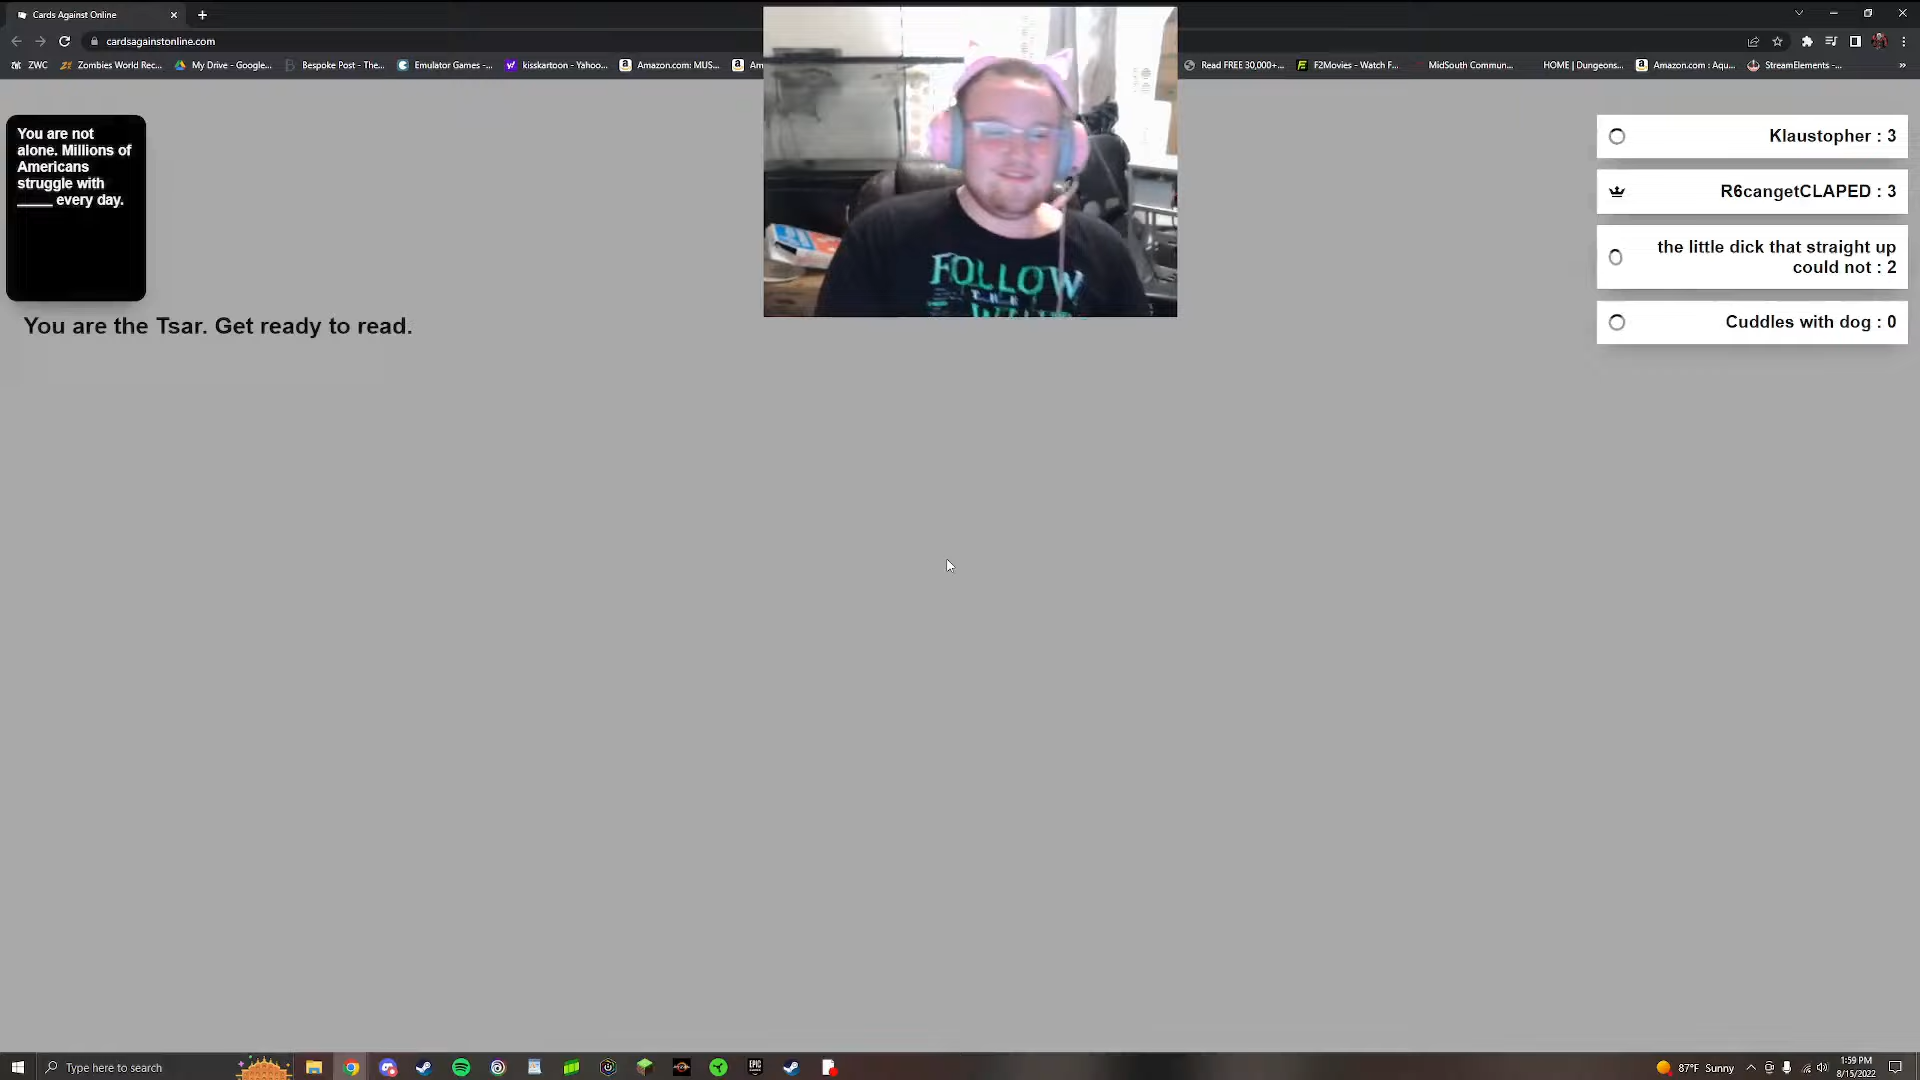 Cards Against Online
cardsagainstonline.com
ZWC
Zombies World Rec...
My Drive - Google...
Bespoke Post - The...
Emulator Games -...
kisskartoon - Yahoo...
Amazon.com: MUS...
Am
Read FREE 30,000+...
F2Movies - Watch F...
MidSouth Commun...
HOME | Dungeons...
Amazon.com : Aqu...
StreamElements -...
»
You are not
alone. Millions of
Americans
struggle with
_____ every day.
FOLLOW
THE
You are the Tsar. Get ready to read.
Klaustopher : 3
R6cangetCLAPED : 3
the little dick that straight up
could not : 2
Cuddles with dog : 0
Type here to search
EPIC
87°F Sunny
1:59 PM
8/15/2022